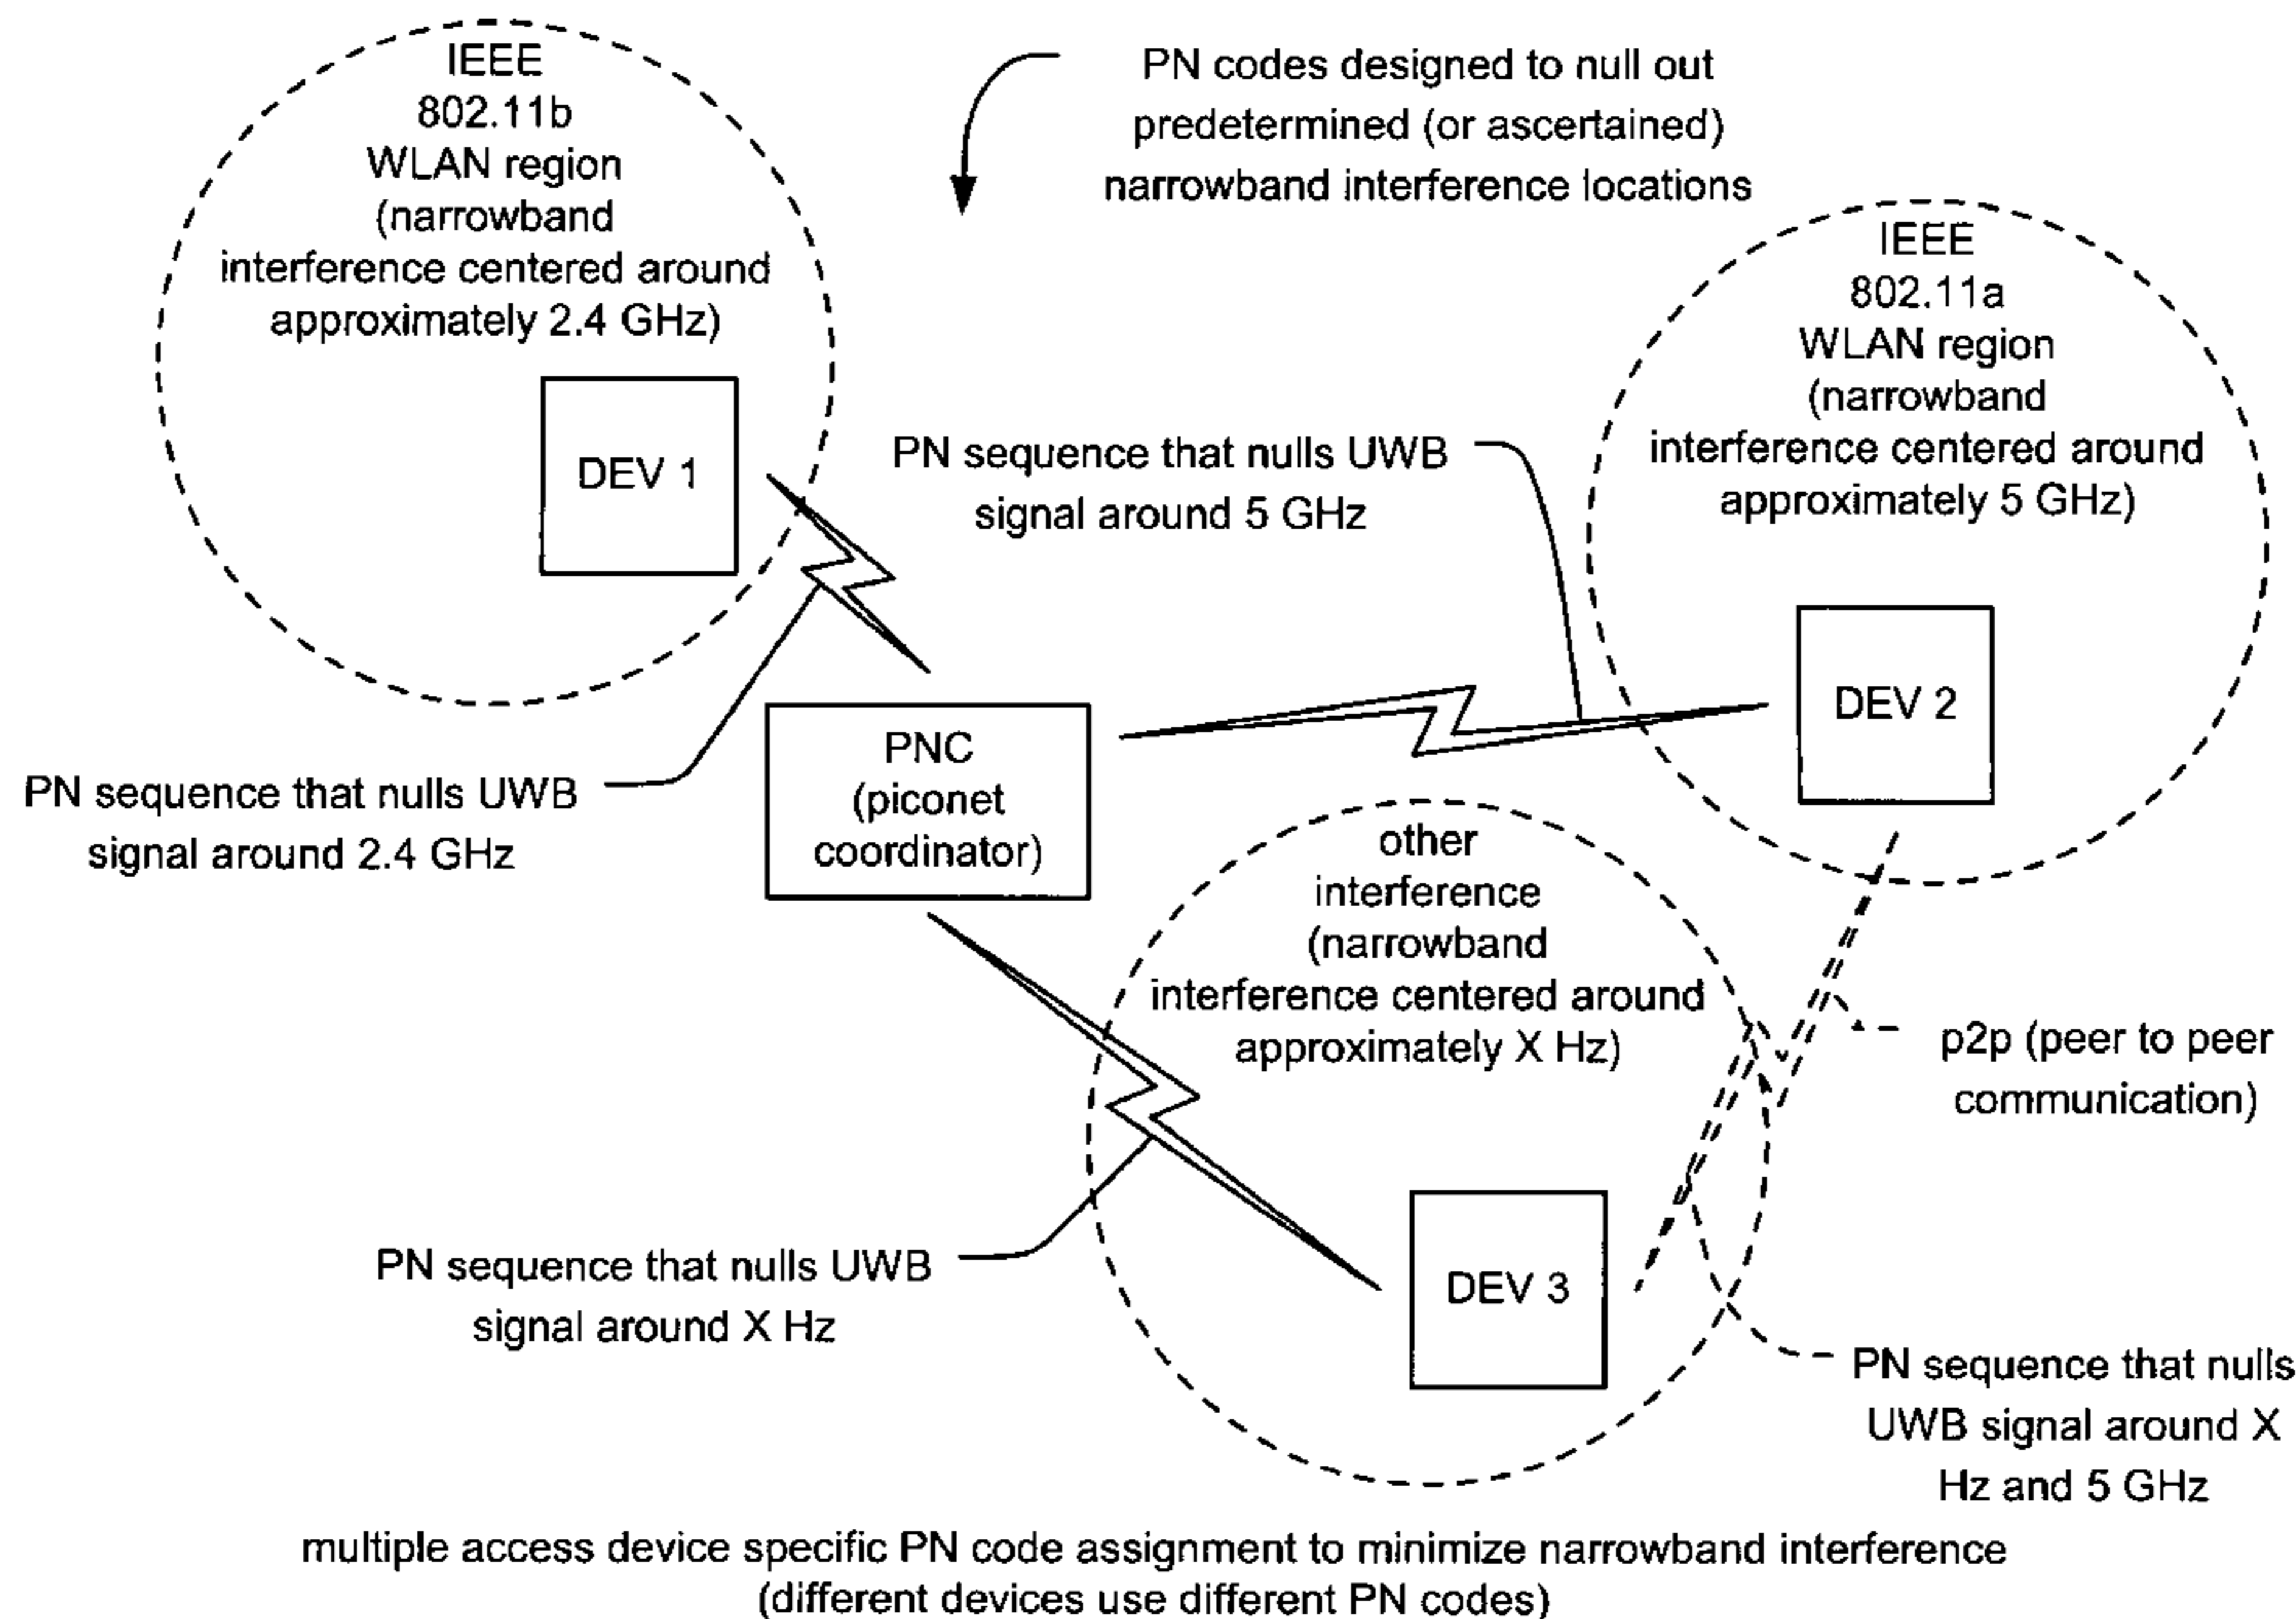 IEEE
802.11b
WLAN region
(narrowband
interference centered around
approximately 2.4 GHz)
DEV 1
PN codes designed to null out
predetermined (or ascertained)
narrowband interference locations
IEEE
802.11a
WLAN region
(narrowband
interference centered around
approximately 5 GHz)
DEV 2
PN sequence that nulls UWB
signal around 5 GHz
PN sequence that nulls UWB
signal around 2.4 GHz
PNC
(piconet
coordinator)
other
interference
(narrowband
interference centered around
approximately X Hz)
DEV 3
p2p (peer to peer
communication)
PN sequence that nulls UWB
signal around X Hz
PN sequence that nulls
UWB signal around X
Hz and 5 GHz
multiple access device specific PN code assignment to minimize narrowband interference
(different devices use different PN codes)